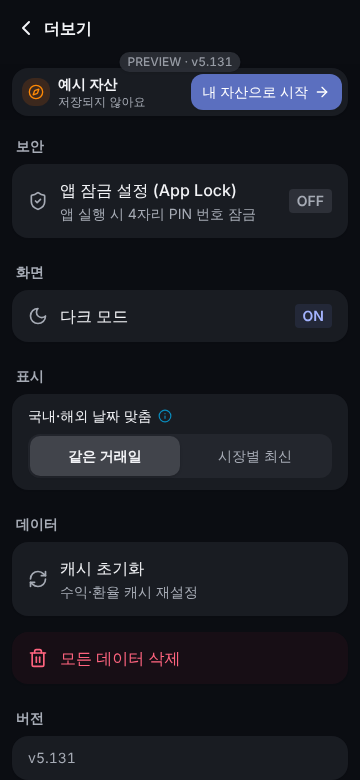 더보기
PREVIEW · v5.131
예시 자산
저장되지 않아요
내 자산으로 시작
보안
앱 잠금 설정 (App Lock)
앱 실행 시 4자리 PIN 번호 잠금
OFF
화면
다크 모드
ON
표시
국내·해외 날짜 맞춤
같은 거래일
시장별 최신
데이터
캐시 초기화
수익·환율 캐시 재설정
모든 데이터 삭제
버전
v5.131